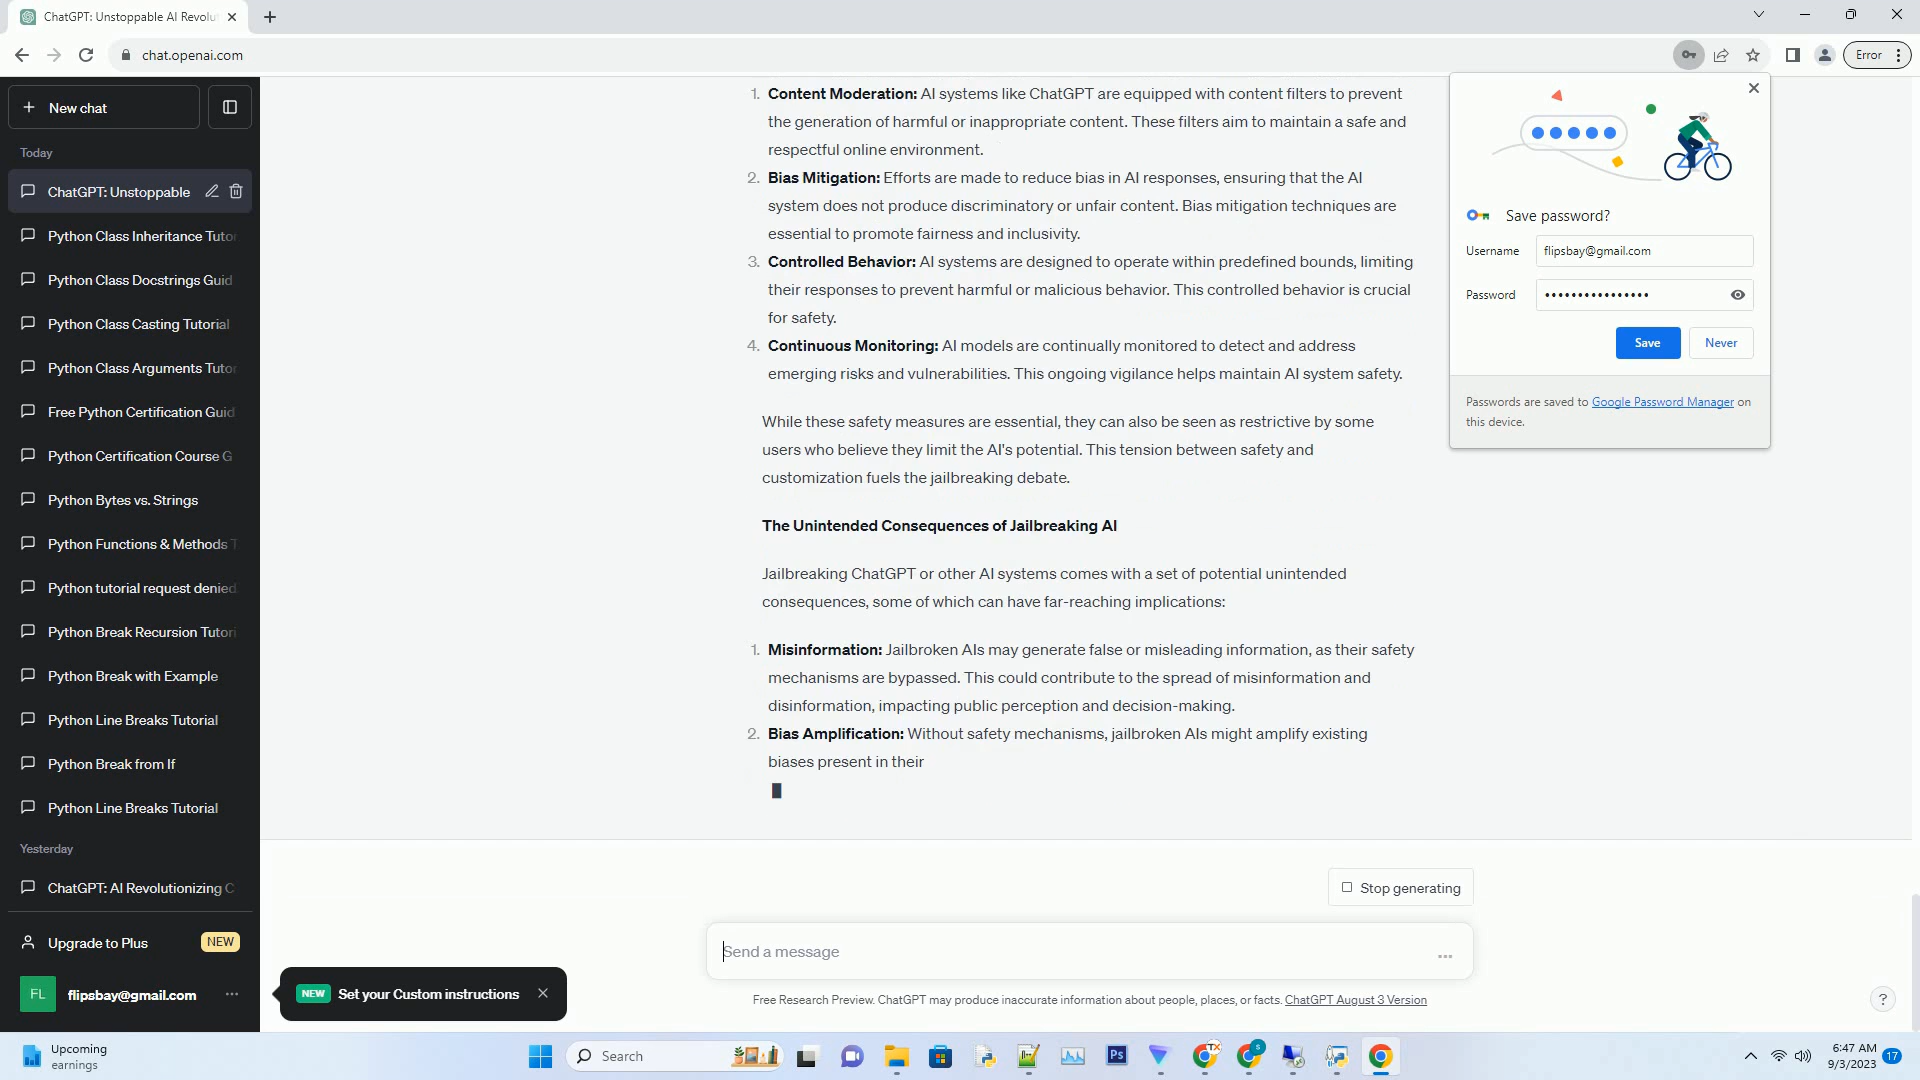 ChatGPT: Unstoppable AI Revolu
chat.openai.com
Error
New chat
Today
ChatGPT: Unstoppable
Python Class Inheritance Tuto
Python Class Docstrings Guid
Python Class Casting Tutorial
Python Class Arguments Tuto
Free Python Certification Guid
Python Certification Course G
Python Bytes vs. Strings
Python Functions & Methods T
Python tutorial request denied
Python Break Recursion Tutori
Python Break with Example
Python Line Breaks Tutorial
Python Break from If
Python Line Breaks Tutorial
Yesterday
ChatGPT: AI Revolutionizing C
Upgrade to Plus NEW
FL flipsbay@gmail.com
1. Content Moderation: AI systems like ChatGPT are equipped with content filters to prevent
the generation of harmful or inappropriate content. These filters aim to maintain a safe and
respectful online environment.
2. Bias Mitigation: Efforts are made to reduce bias in AI responses, ensuring that the AI
system does not produce discriminatory or unfair content. Bias mitigation techniques are
essential to promote fairness and inclusivity.
3. Controlled Behavior: AI systems are designed to operate within predefined bounds, limiting
their responses to prevent harmful or malicious behavior. This controlled behavior is crucial
for safety.
4. Continuous Monitoring: AI models are continually monitored to detect and address
emerging risks and vulnerabilities. This ongoing vigilance helps maintain AI system safety.
While these safety measures are essential, they can also be seen as restrictive by some
users who believe they limit the AI's potential. This tension between safety and
customization fuels the jailbreaking debate.
The Unintended Consequences of Jailbreaking AI
Jailbreaking ChatGPT or other AI systems comes with a set of potential unintended
consequences, some of which can have far-reaching implications:
1. Misinformation: Jailbroken AIs may generate false or misleading information, as their safety
mechanisms are bypassed. This could contribute to the spread of misinformation and
disinformation, impacting public perception and decision-making.
2. Bias Amplification: Without safety mechanisms, jailbroken AIs might amplify existing
biases present in their
Stop generating
Send a message
NEW Set your Custom instructions
Free Research Preview. ChatGPT may produce inaccurate information about people, places, or facts. ChatGPT August 3 Version
?
Save password?
Username flipsbay@gmail.com
Password ••••••••••••••••
Save Never
Passwords are saved to Google Password Manager on
this device.
Upcoming
earnings
Search
Ps
TX
S
6:47 AM
9/3/2023
17